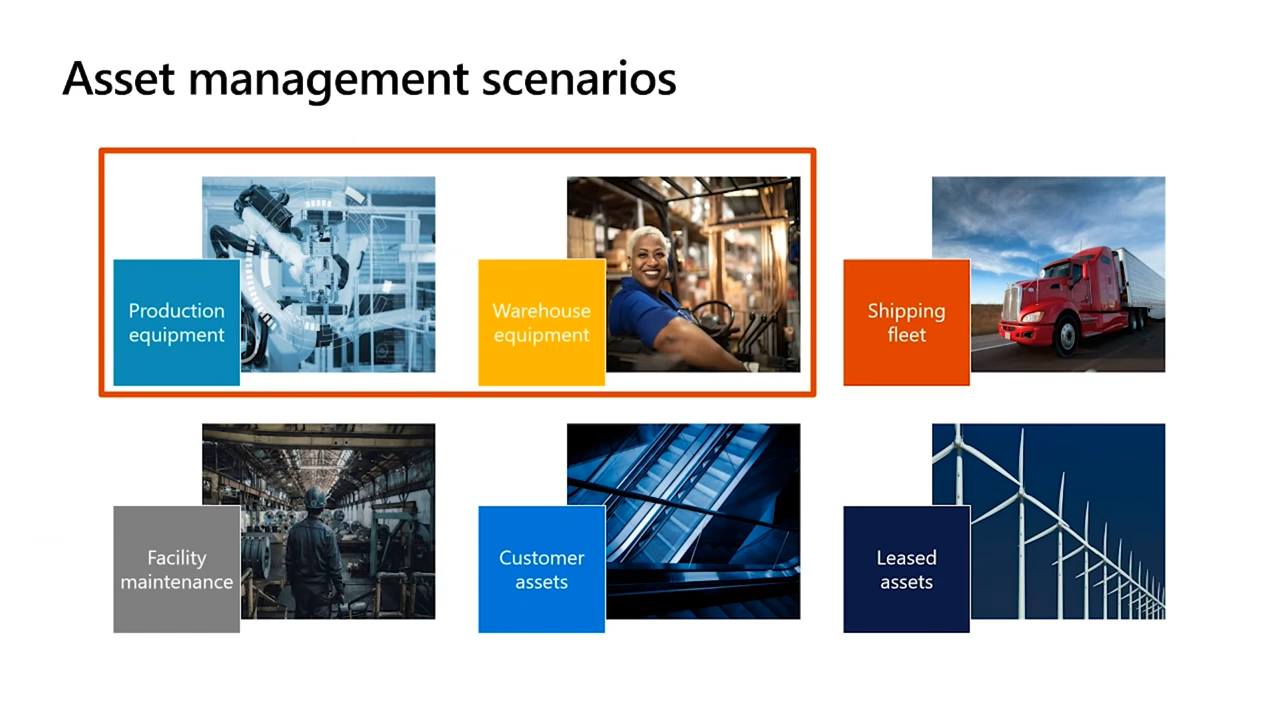 Asset management scenarios
Production
equipment
Warehouse
equipment
Shipping
fleet
Facility
maintenance
Customer
assets
Leased
assets